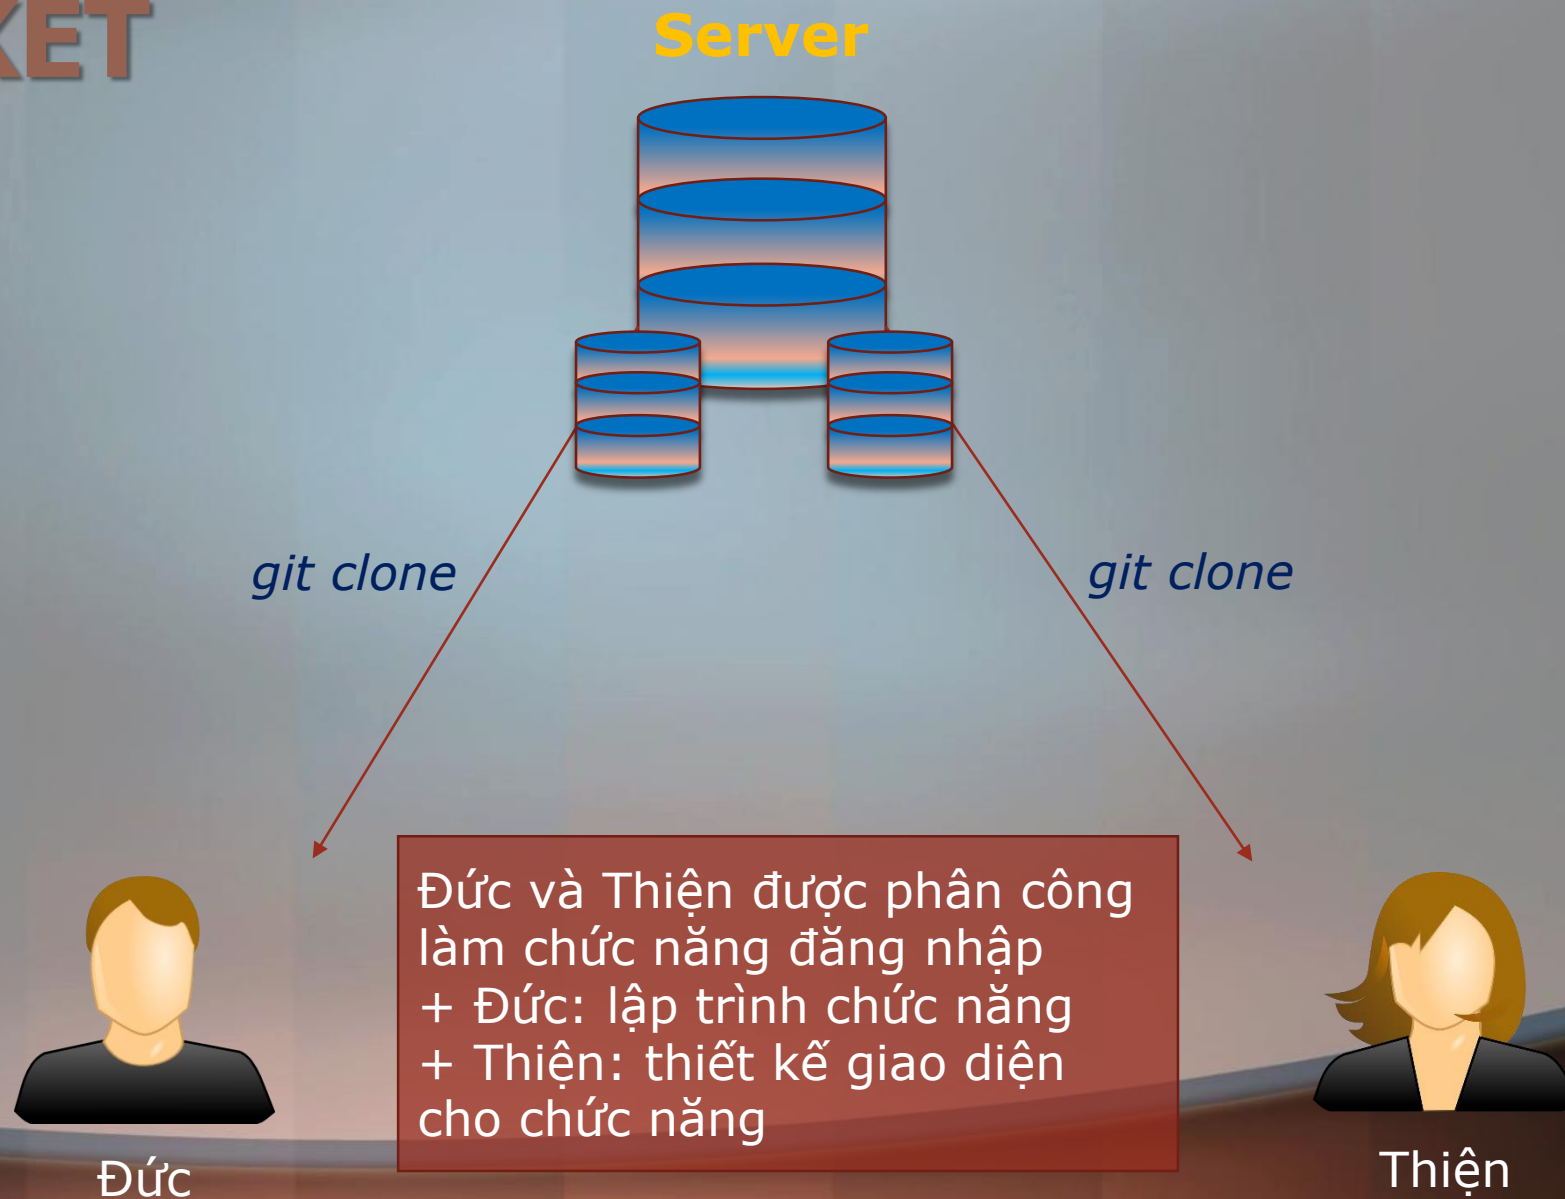 KET
Server
git clone
git clone
Đức và Thiện được phân công
làm chức năng đăng nhập
+ Đức: lập trình chức năng
+ Thiện: thiết kế giao diện
cho chức năng
Đức
Thiện